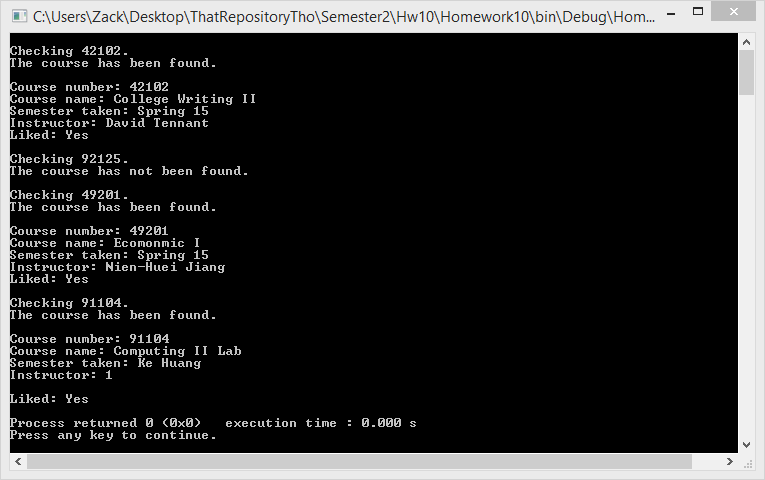 C:\Users\Zack\Desktop\ThatRepositoryTho\Semester2\Hw10\Homework10\bin\Debug\Hom...
Checking 42102.
The course has been found.
Course number: 42102
Course name: College Writing II
Semester taken: Spring 15
Instructor: David Tennant
Liked: Yes
Checking 92125.
The course has not been found.
Checking 49201.
The course has been found.
Course number: 49201
Course name: Ecomonmic I
Semester taken: Spring 15
Instructor: Nien-Huei Jiang
Liked: Yes
Checking 91104.
The course has been found.
Course number: 91104
Course name: Computing II Lab
Semester taken: Ke Huang
Instructor: 1
Liked: Yes
Process returned 0 (0x0)   execution time : 0.000 s
Press any key to continue.